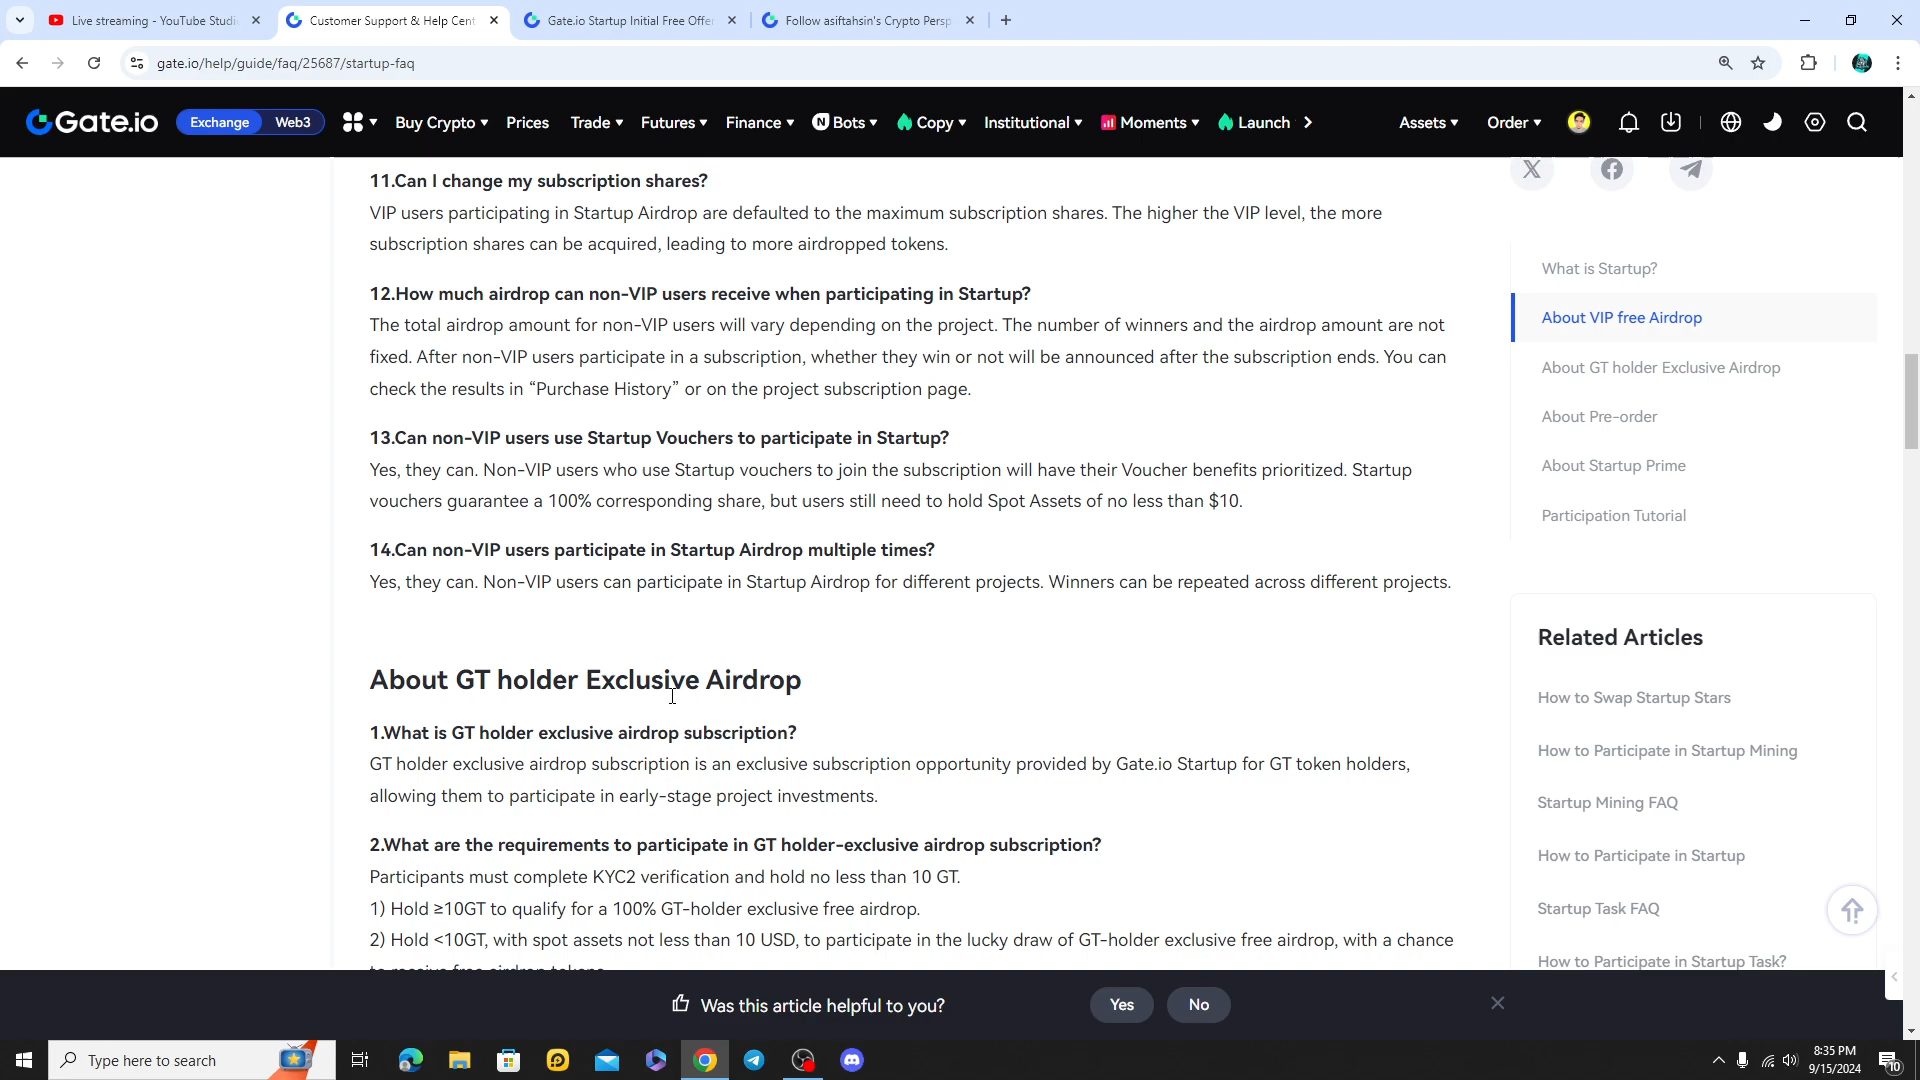 Live streaming - YouTube Studi
Customer Support & Help Cent
Gate.io Startup Initial Free Offer
Follow asiftahsin's Crypto Persp
gate.io/help/guide/faq/25687/startup-faq
Gate.io
Exchange
Web3
Buy Crypto
Prices
Trade
Futures
Finance
Bots
Copy
Institutional
Moments
Launch
Assets
Order
11.Can I change my subscription shares?
VIP users participating in Startup Airdrop are defaulted to the maximum subscription shares. The higher the VIP level, the more
subscription shares can be acquired, leading to more airdropped tokens.
12.How much airdrop can non-VIP users receive when participating in Startup?
The total airdrop amount for non-VIP users will vary depending on the project. The number of winners and the airdrop amount are not
fixed. After non-VIP users participate in a subscription, whether they win or not will be announced after the subscription ends. You can
check the results in “Purchase History” or on the project subscription page.
13.Can non-VIP users use Startup Vouchers to participate in Startup?
Yes, they can. Non-VIP users who use Startup vouchers to join the subscription will have their Voucher benefits prioritized. Startup
vouchers guarantee a 100% corresponding share, but users still need to hold Spot Assets of no less than $10.
14.Can non-VIP users participate in Startup Airdrop multiple times?
Yes, they can. Non-VIP users can participate in Startup Airdrop for different projects. Winners can be repeated across different projects.
About GT holder Exclusive Airdrop
1.What is GT holder exclusive airdrop subscription?
GT holder exclusive airdrop subscription is an exclusive subscription opportunity provided by Gate.io Startup for GT token holders,
allowing them to participate in early-stage project investments.
2.What are the requirements to participate in GT holder-exclusive airdrop subscription?
Participants must complete KYC2 verification and hold no less than 10 GT.
1) Hold ≥10GT to qualify for a 100% GT-holder exclusive free airdrop.
2) Hold <10GT, with spot assets not less than 10 USD, to participate in the lucky draw of GT-holder exclusive free airdrop, with a chance
to receive free airdrop tokens.
What is Startup?
About VIP free Airdrop
About GT holder Exclusive Airdrop
About Pre-order
About Startup Prime
Participation Tutorial
Related Articles
How to Swap Startup Stars
How to Participate in Startup Mining
Startup Mining FAQ
How to Participate in Startup
Startup Task FAQ
How to Participate in Startup Task?
Was this article helpful to you?
Yes
No
Type here to search
8:35 PM
9/15/2024
10